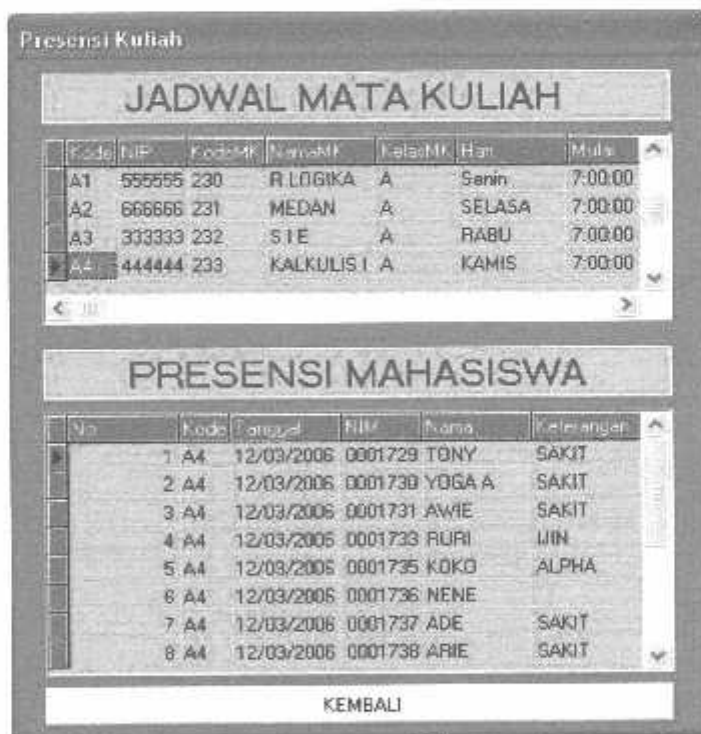 Presensi Kuliah
JADWAL MATA KULIAH
Kode NIP KodeMK NamaMK KelasMK Hari Mulai
A1 555555 230 R LOGIKA A Senin 7:00:00
A2 666666 231 MEDAN A SELASA 7:00:00
A3 333333 232 S I E A RABU 7:00:00
A4 444444 233 KALKULIS I A KAMIS 7:00:00
PRESENSI MAHASISWA
No Kode Tanggal NIM Nama Keterangan
1 A4 12/03/2006 0001729 TONY SAKIT
2 A4 12/03/2006 0001730 YOGA A SAKIT
3 A4 12/03/2006 0001731 AWIE SAKIT
4 A4 12/03/2006 0001733 RURI IJIN
5 A4 12/03/2006 0001735 KOKO ALPHA
6 A4 12/03/2006 0001736 NENE
7 A4 12/03/2006 0001737 ADE SAKIT
8 A4 12/03/2006 0001738 ARIE SAKIT
KEMBALI